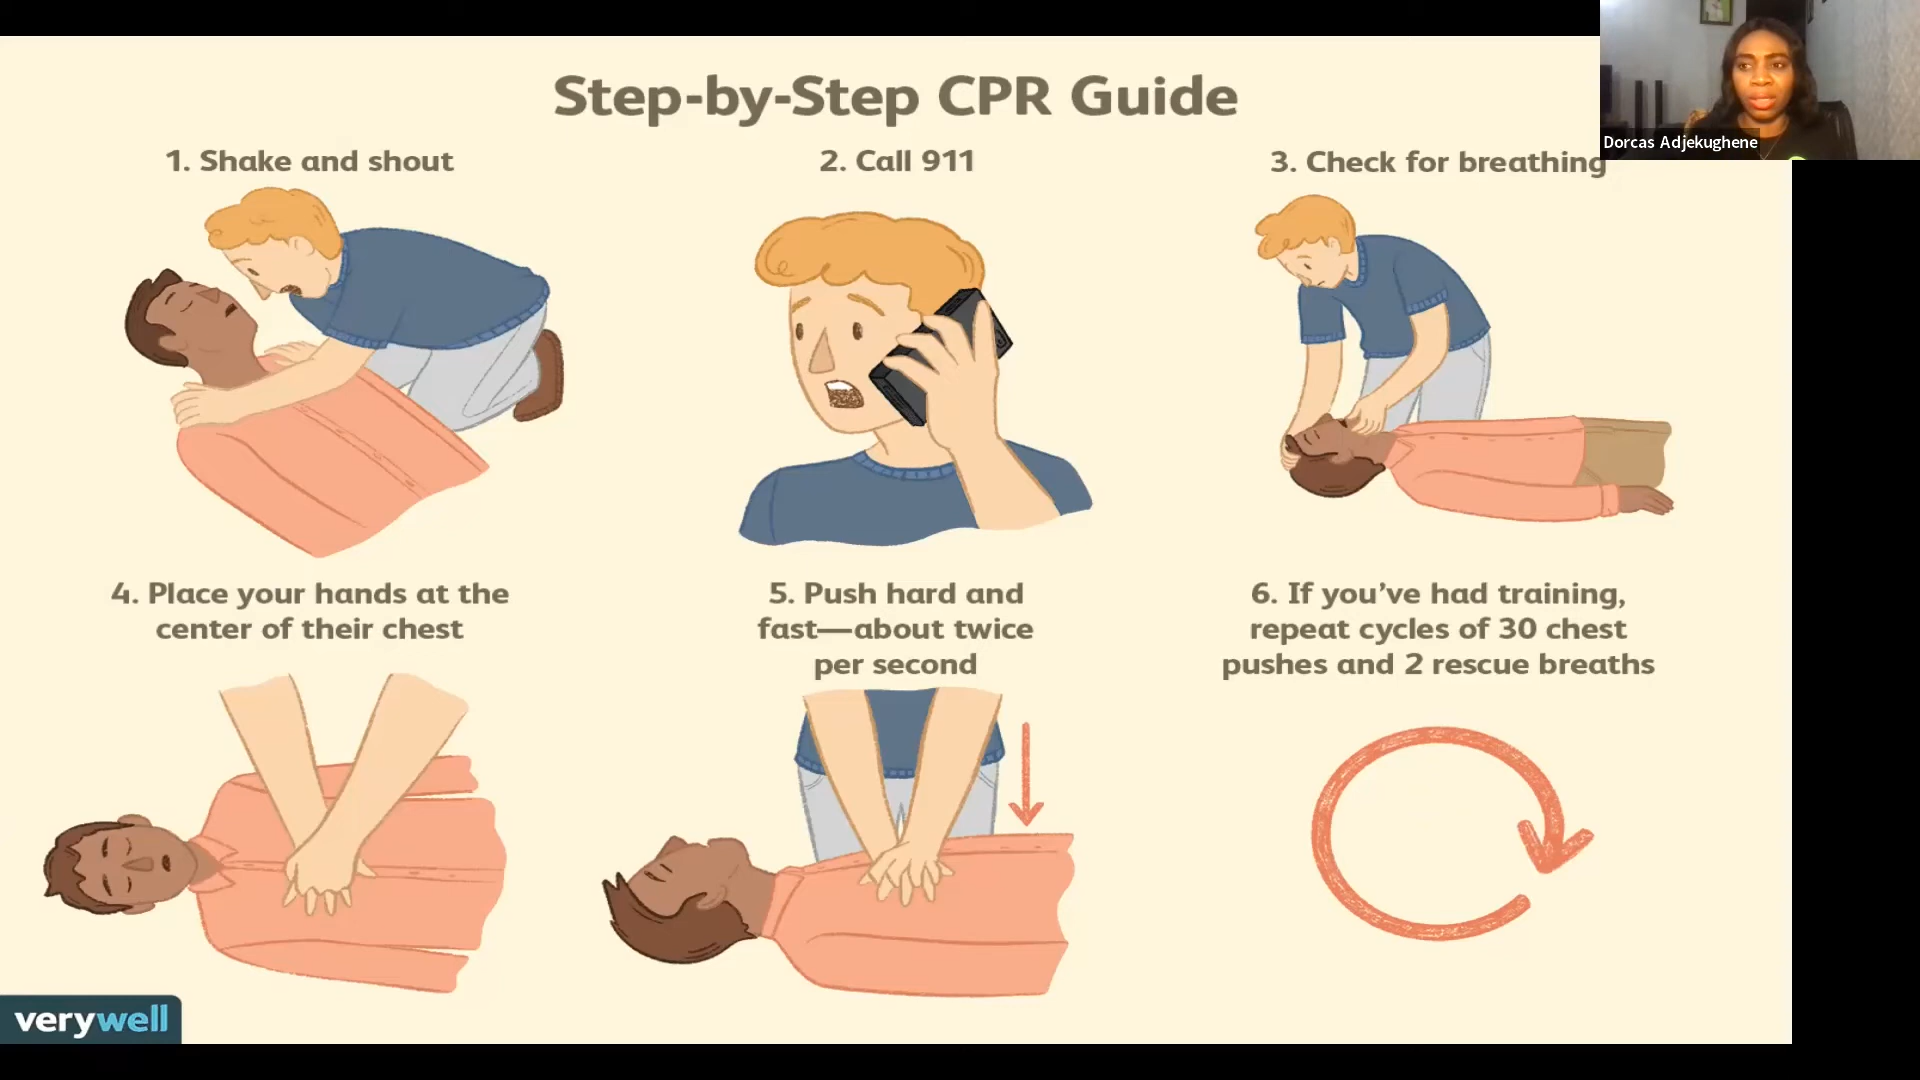 Step-by-Step CPR Guide
Dorcas Adjekughene
1. Shake and shout
2. Call 911
3. Check for breathing
4. Place your hands at the
center of their chest
5. Push hard and
fast—about twice
per second
6. If you’ve had training,
repeat cycles of 30 chest
pushes and 2 rescue breaths
verywell